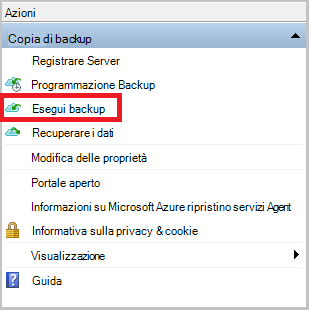 Azioni
Copia di backup
Registrare Server
Programmazione Backup
Esegui backup
Recuperare i dati
Modifica delle proprietà
Portale aperto
Informazioni su Microsoft Azure ripristino servizi Agent
Informativa sulla privacy & cookie
Visualizzazione
Guida